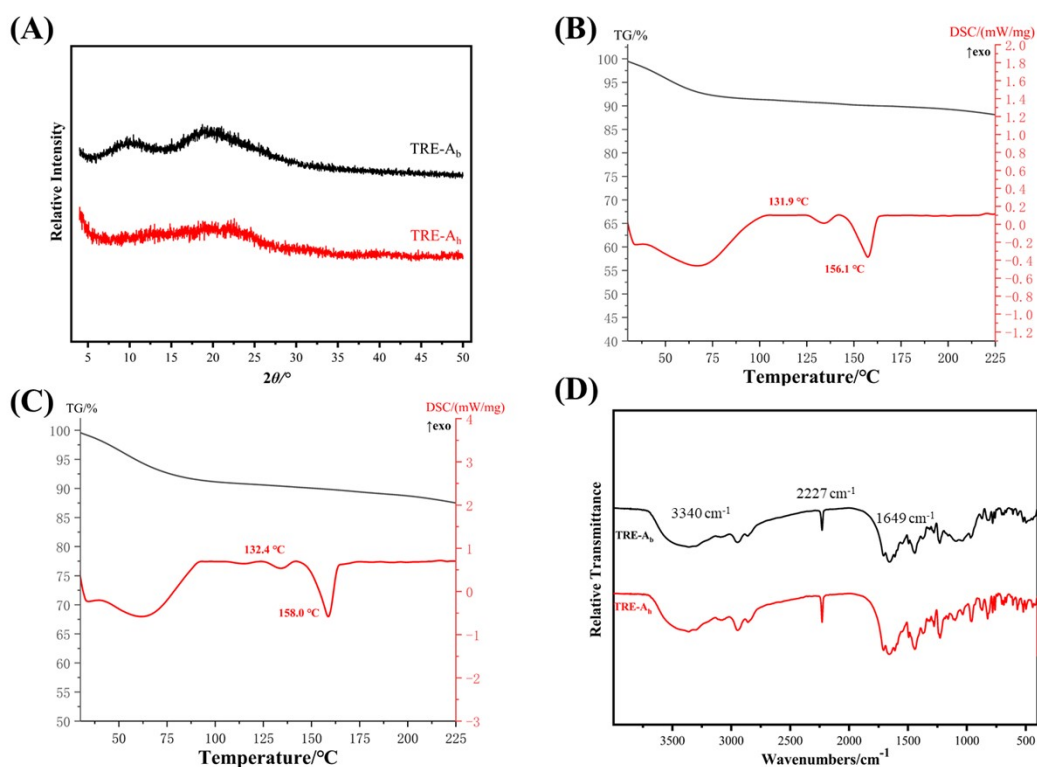 (A)
Relative Intensity
TRE-A_b
TRE-A_h
5 10 15 20 25 30 35 40 45 50
2θ/°
(B)
TG/%
DSC/(mW/mg)
↑exo
100
95
90
85
80
75
70
65
60
55
50
45
40
2.0
1.8
1.6
1.4
1.2
1.0
0.8
0.6
0.4
0.2
0.0
-0.2
-0.4
-0.6
-0.8
-1.0
-1.2
131.9 °C
156.1 °C
50 75 100 125 150 175 200 225
Temperature/°C
(C)
TG/%
DSC/(mW/mg)
↑exo
100
95
90
85
80
75
70
65
60
55
50
4
3
2
1
0
-1
-2
-3
132.4 °C
158.0 °C
50 75 100 125 150 175 200 225
Temperature/°C
(D)
Relative Transmittance
3340 cm⁻¹
2227 cm⁻¹
1649 cm⁻¹
TRE-A_b
TRE-A_h
3500 3000 2500 2000 1500 1000 500
Wavenumbers/cm⁻¹